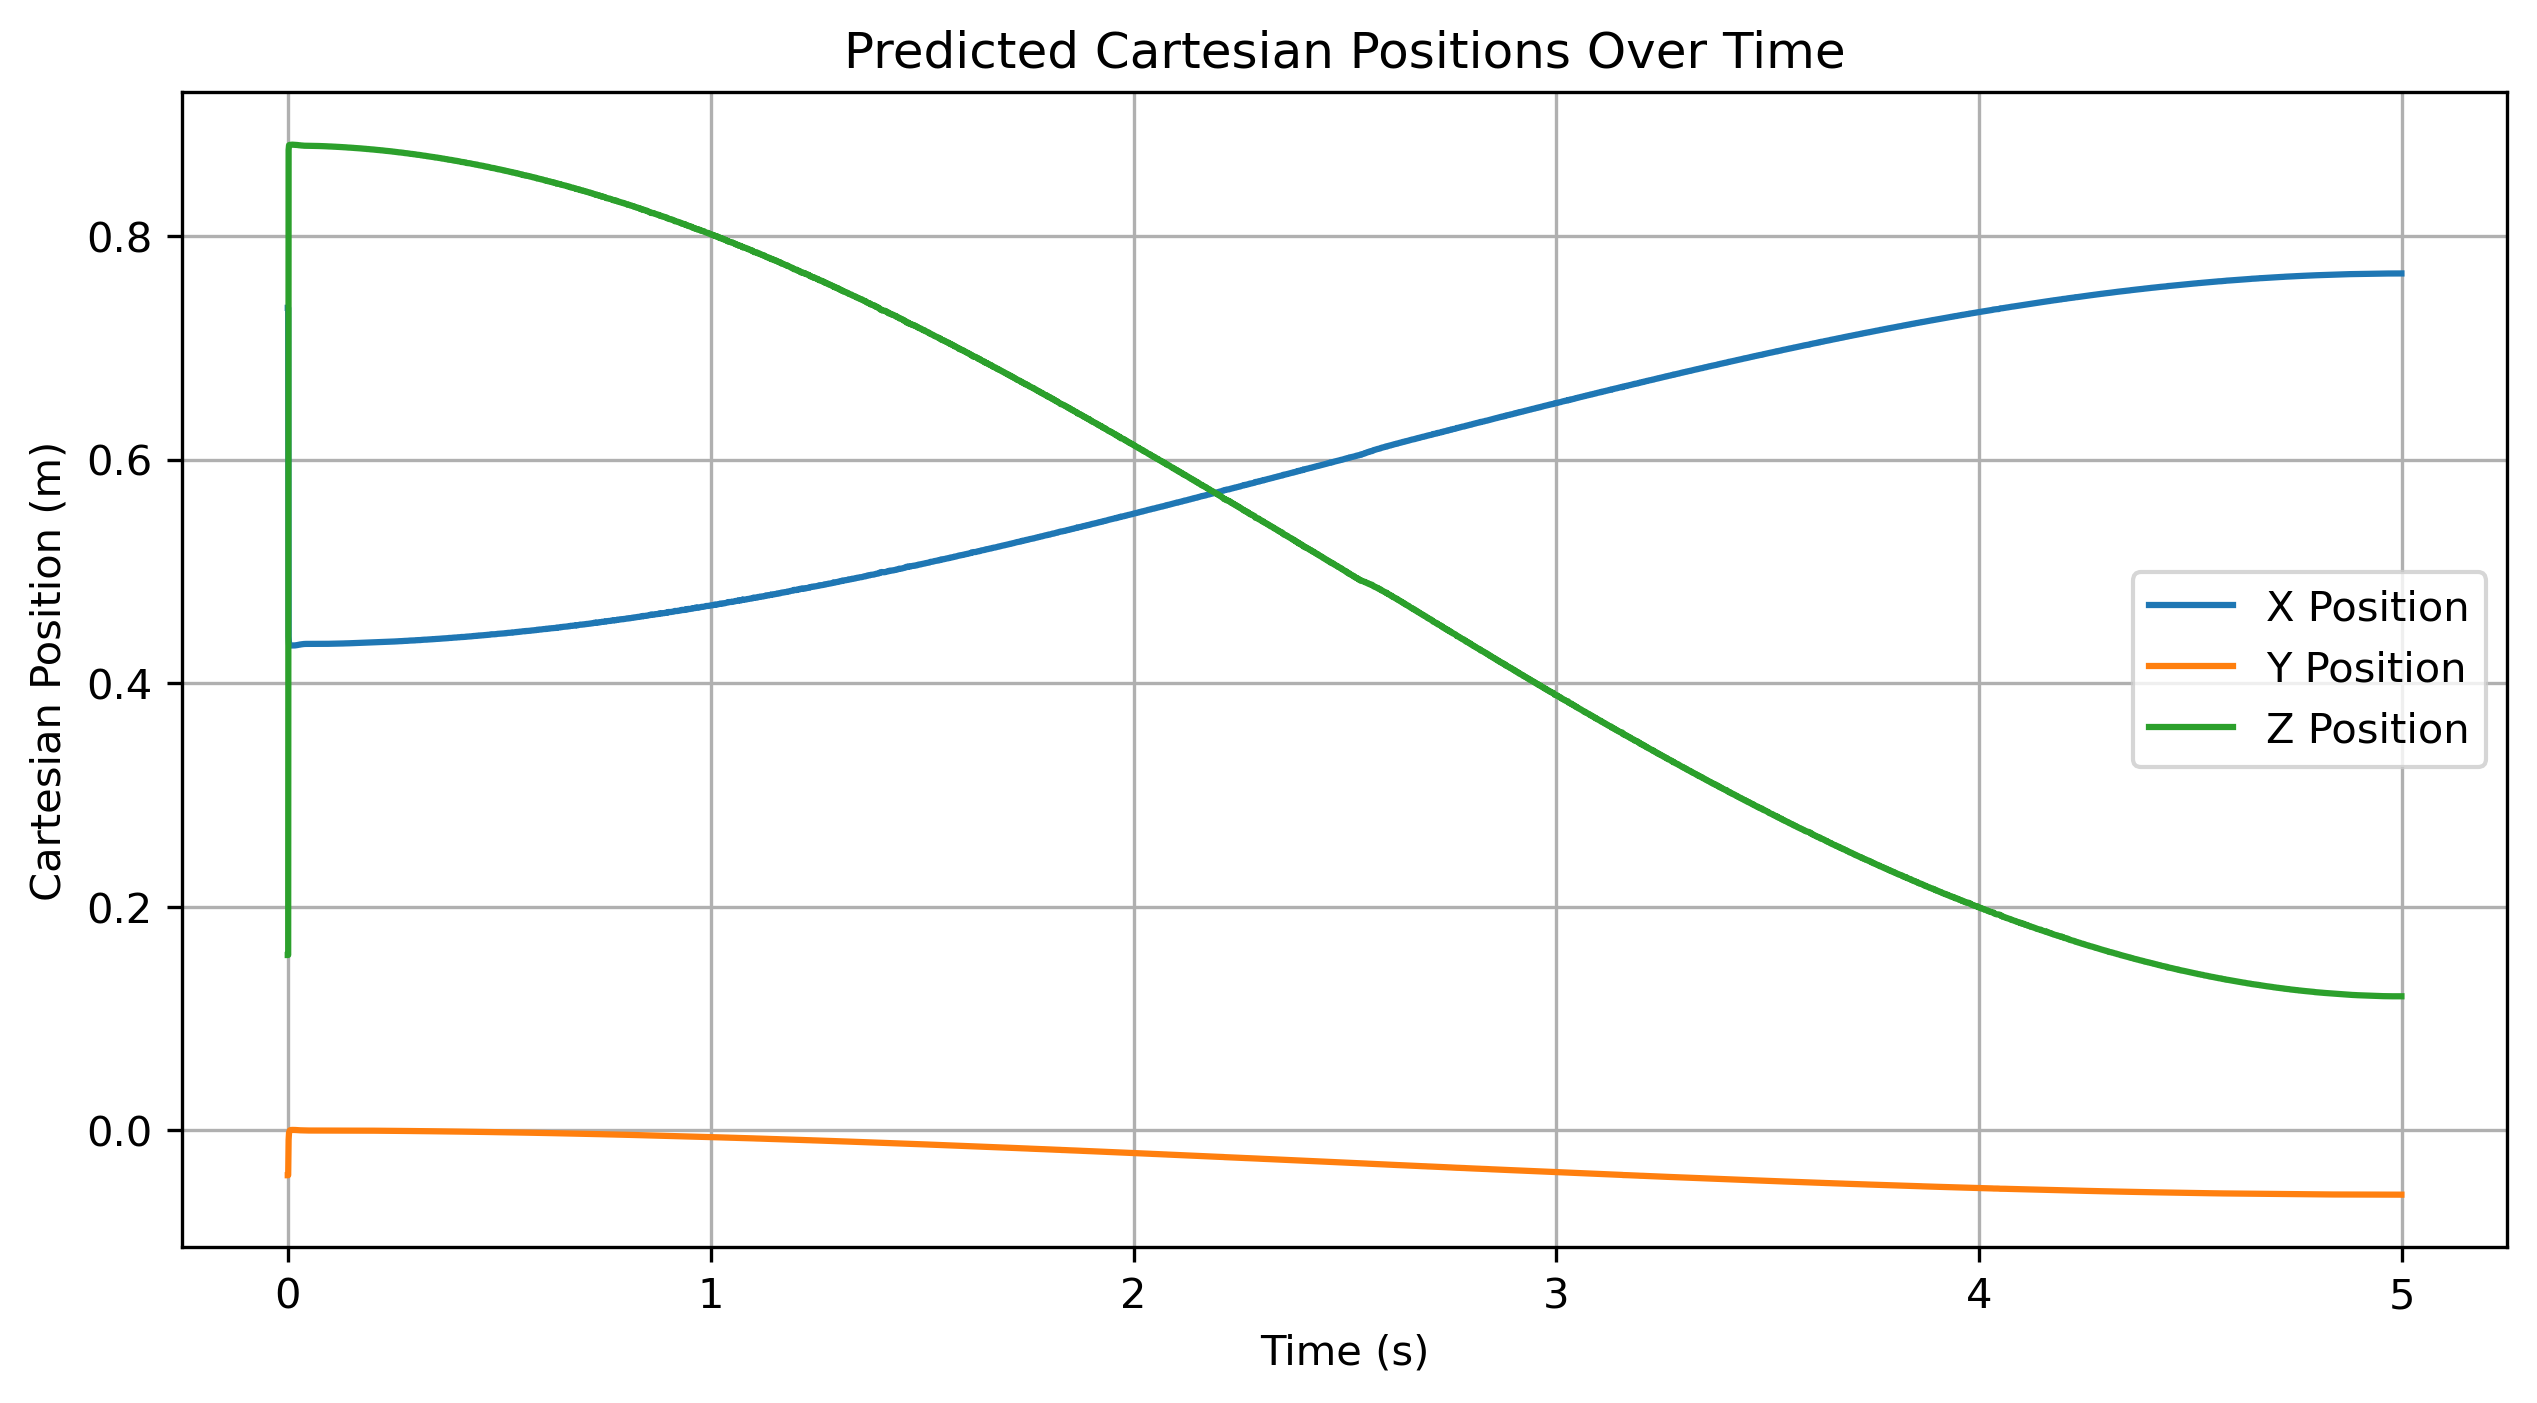 Predicted Cartesian Positions Over Time
Cartesian Position (m)
0.8
0.6
0.4
0.2
0.0
X Position
Y Position
Z Position
0 1 2 3 4 5
Time (s)